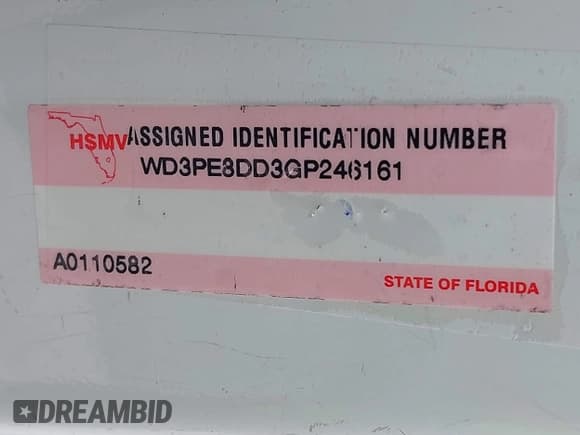 HSMV ASSIGNED IDENTIFICATION NUMBER
WD3PE8DD3GP246161
A0110582
STATE OF FLORIDA
DREAMBID